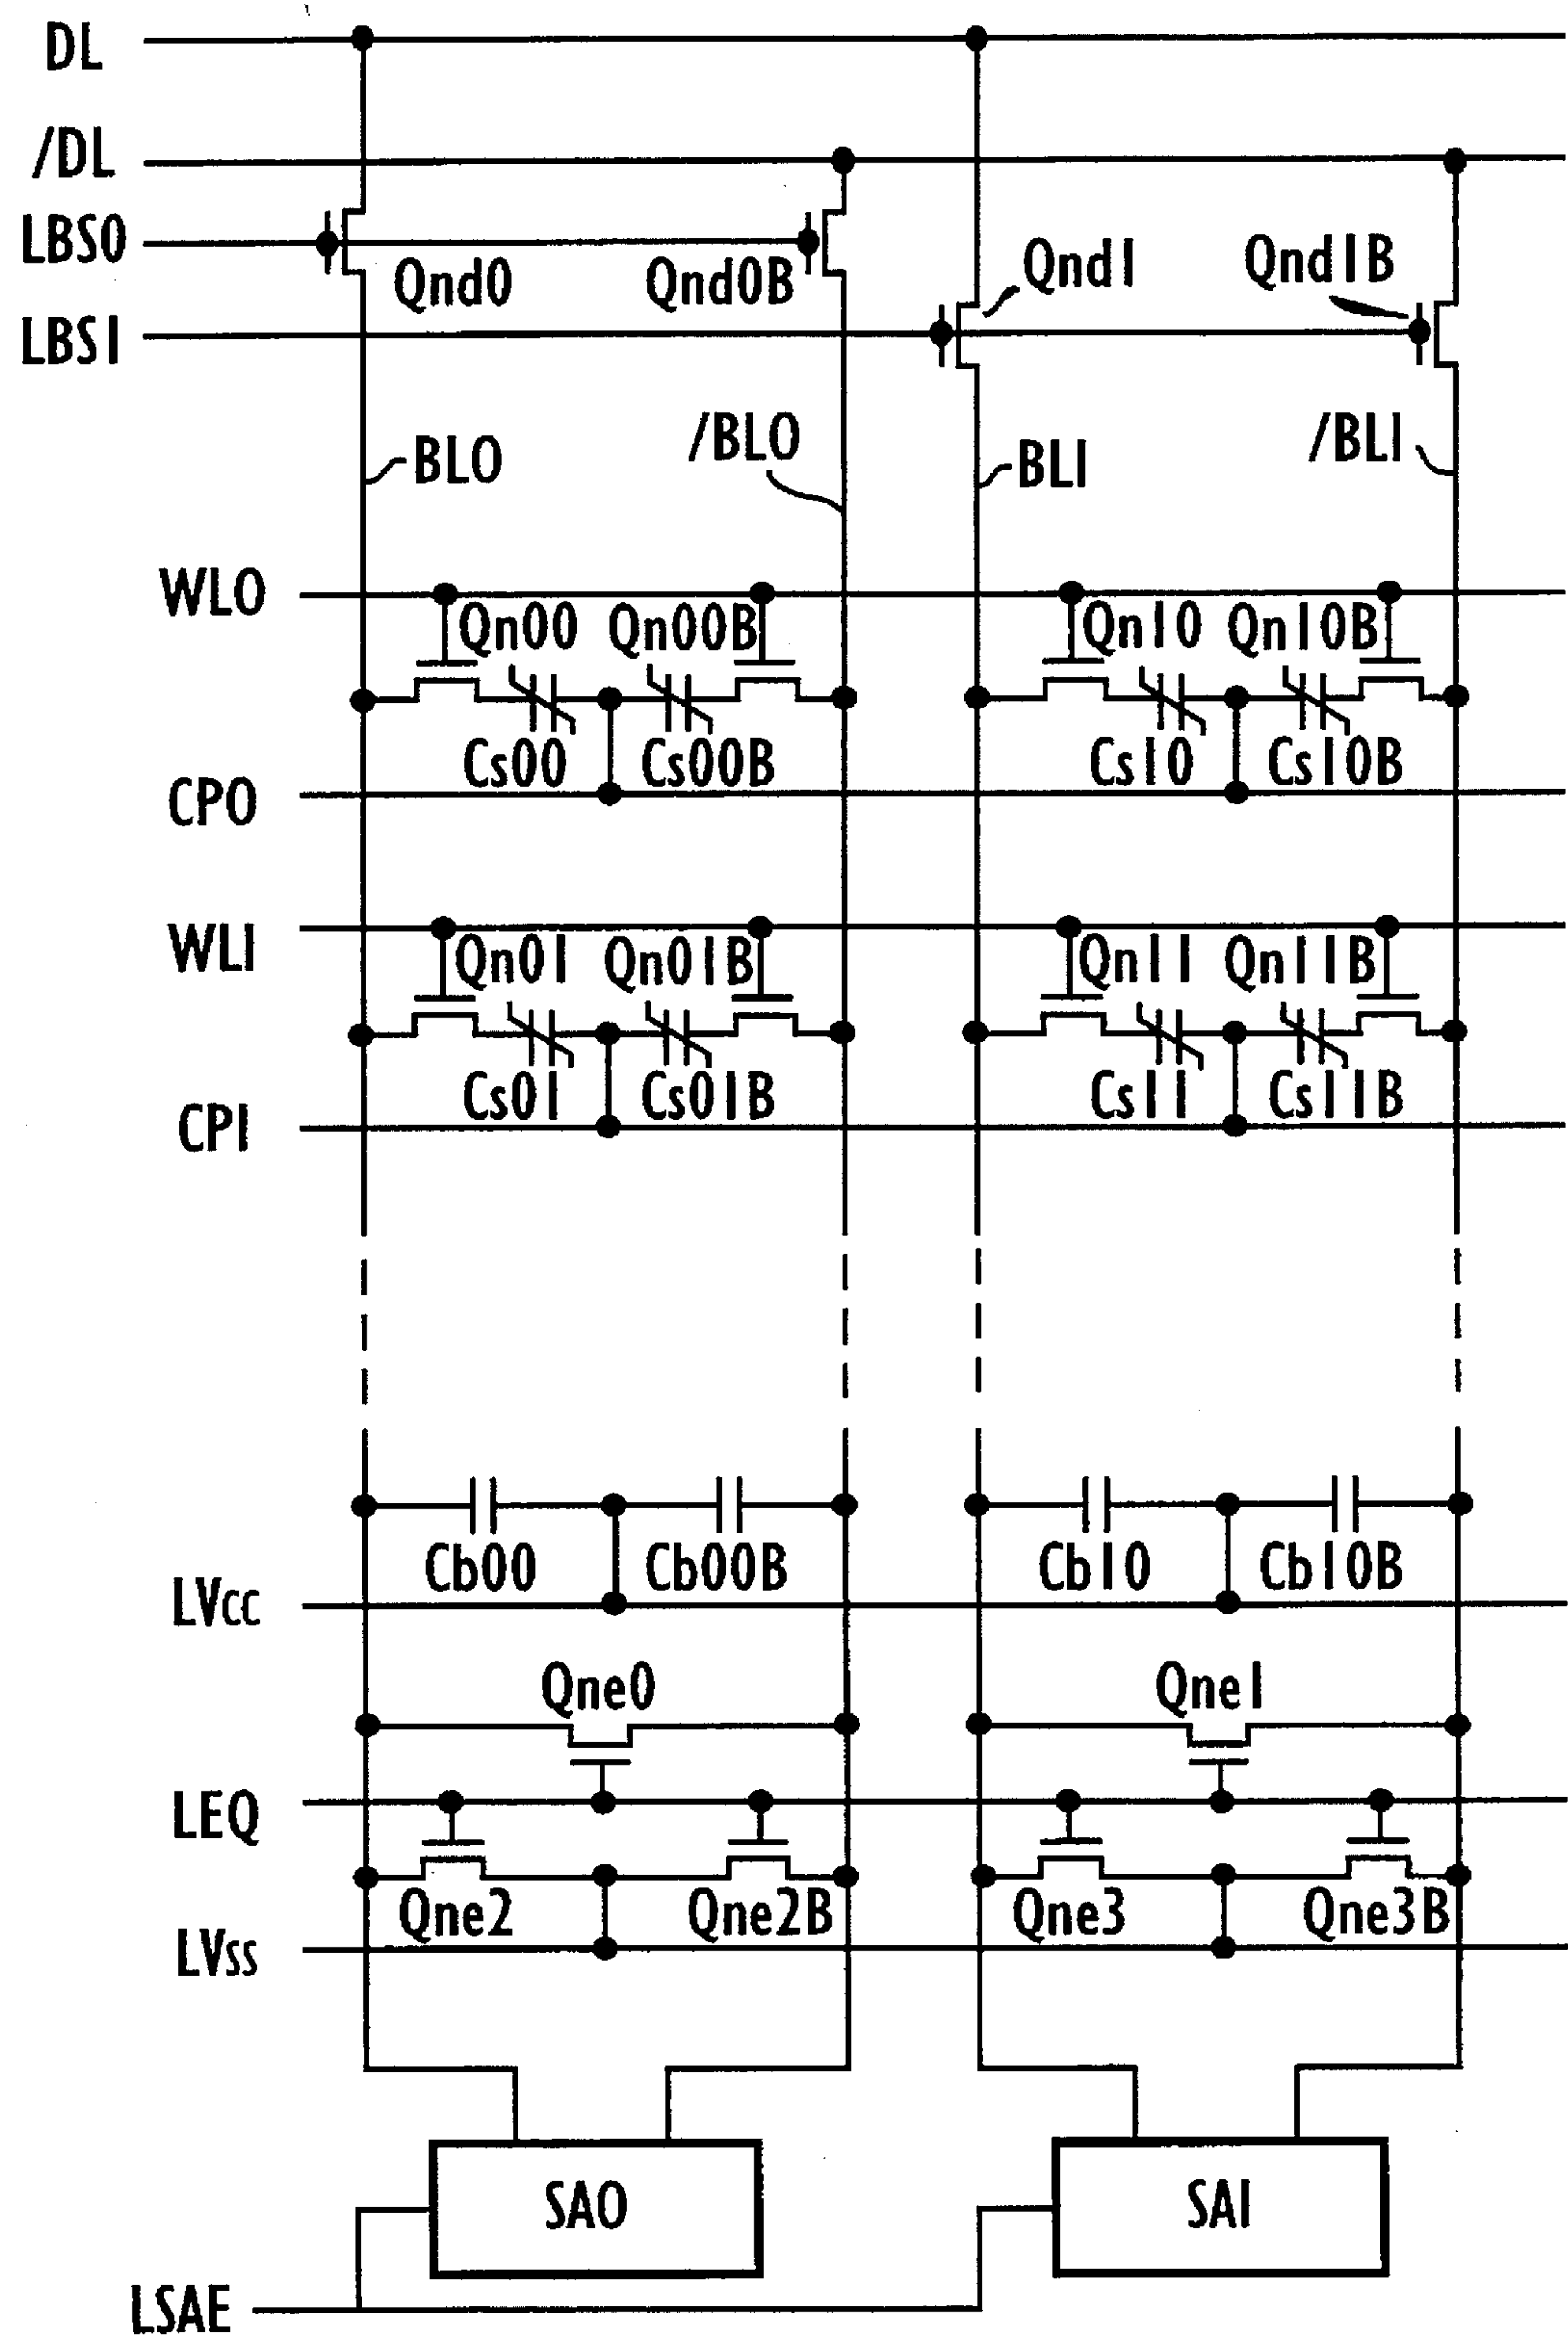 DL
/DL
LBS0
Qnd0
Qnd0B
Qnd1
Qnd1B
LBS1
BL0
/BL0
BL1
/BL1
WL0
Qn00
Qn00B
Qn10
Qn10B
Cs00
Cs00B
Cs10
Cs10B
CP0
WL1
Qn01
Qn01B
Qn11
Qn11B
Cs01
Cs01B
Cs11
Cs11B
CP1
Cb00
Cb00B
Cb10
Cb10B
LVCC
Qne0
Qne1
LEQ
Qne2
Qne2B
Qne3
Qne3B
LVSS
SA0
SA1
LSAE